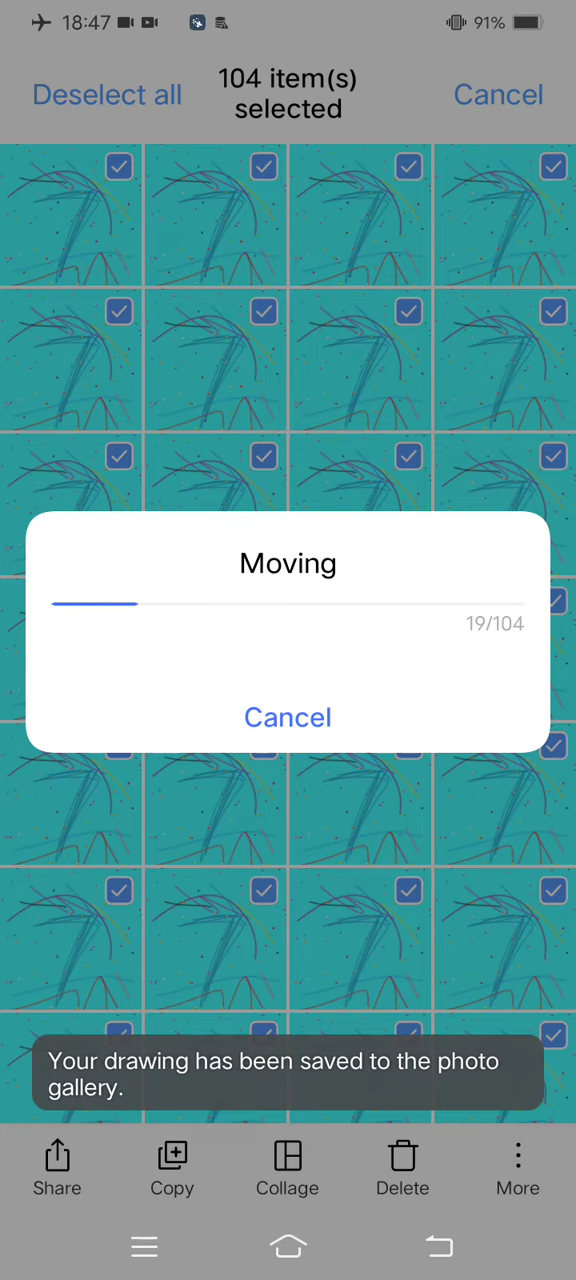 18:47
91%
Deselect all
104 item(s)
selected
Cancel
Moving
19/104
Cancel
Your drawing has been saved to the photo
gallery.
Share
Copy
Collage
Delete
More